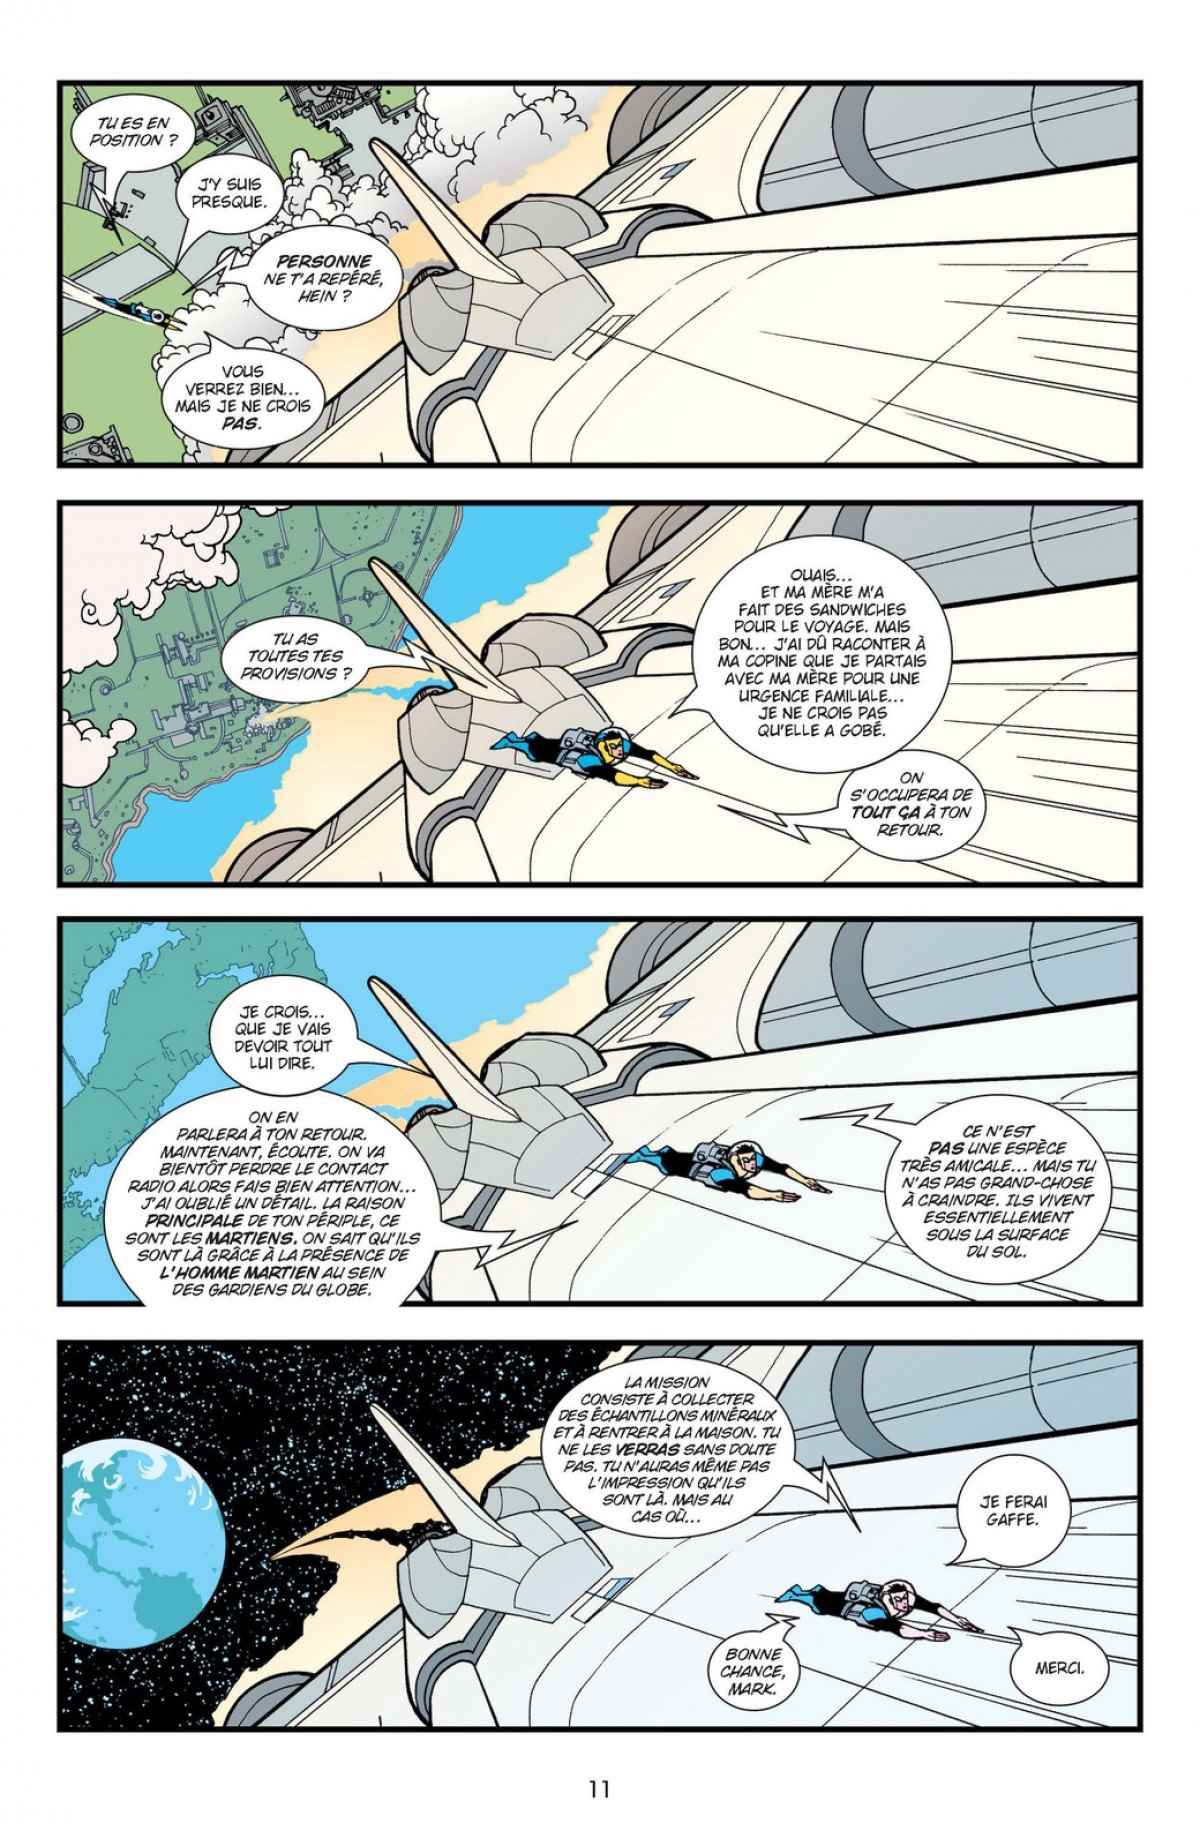 TU ES EN
POSITION ?
J'Y SUIS
PRESQUE.
PERSONNE
NE T'A REPÉRÉ,
HEIN ?
VOUS
VERREZ BIEN...
MAIS JE NE CROIS
PAS.
TU AS
TOUTES TES
PROVISIONS ?
OUAIS...
ET MA MÈRE M'A
FAIT DES SANDWICHES
POUR LE VOYAGE. MAIS
BON... J'AI DÛ RACONTER À
MA COPINE QUE JE PARTAIS
AVEC MA MÈRE POUR UNE
URGENCE FAMILIALE...
JE NE CROIS PAS
QU'ELLE A GOBÉ.
ON
S'OCCUPERA DE
TOUT ÇA À TON
RETOUR.
JE CROIS...
QUE JE VAIS
DEVOIR TOUT
LUI DIRE.
ON EN
PARLERA À TON RETOUR.
MAINTENANT, ÉCOUTE. ON VA
BIENTÔT PERDRE LE CONTACT
RADIO ALORS FAIS BIEN ATTENTION...
J'AI OUBLIÉ UN DÉTAIL. LA RAISON
PRINCIPALE DE TON PÉRIPLE, CE
SONT LES MARTIENS. ON SAIT QU'ILS
SONT LÀ GRÂCE À LA PRÉSENCE DE
L'HOMME MARTIEN AU SEIN
DES GARDIENS DU GLOBE.
CE N'EST
PAS UNE ESPÈCE
TRÈS AMICALE... MAIS TU
N'AS PAS GRAND-CHOSE
À CRAINDRE. ILS VIVENT
ESSENTIELLEMENT
SOUS LA SURFACE
DU SOL.
LA MISSION
CONSISTE À COLLECTER
DES ÉCHANTILLONS MINÉRAUX
ET À RENTRER À LA MAISON. TU
NE LES VERRAS SANS DOUTE
PAS. TU N'AURAS MÊME PAS
L'IMPRESSION QU'ILS
SONT LÀ. MAIS AU
CAS OÙ...
JE FERAI
GAFFE.
BONNE
CHANCE,
MARK.
MERCI.
11